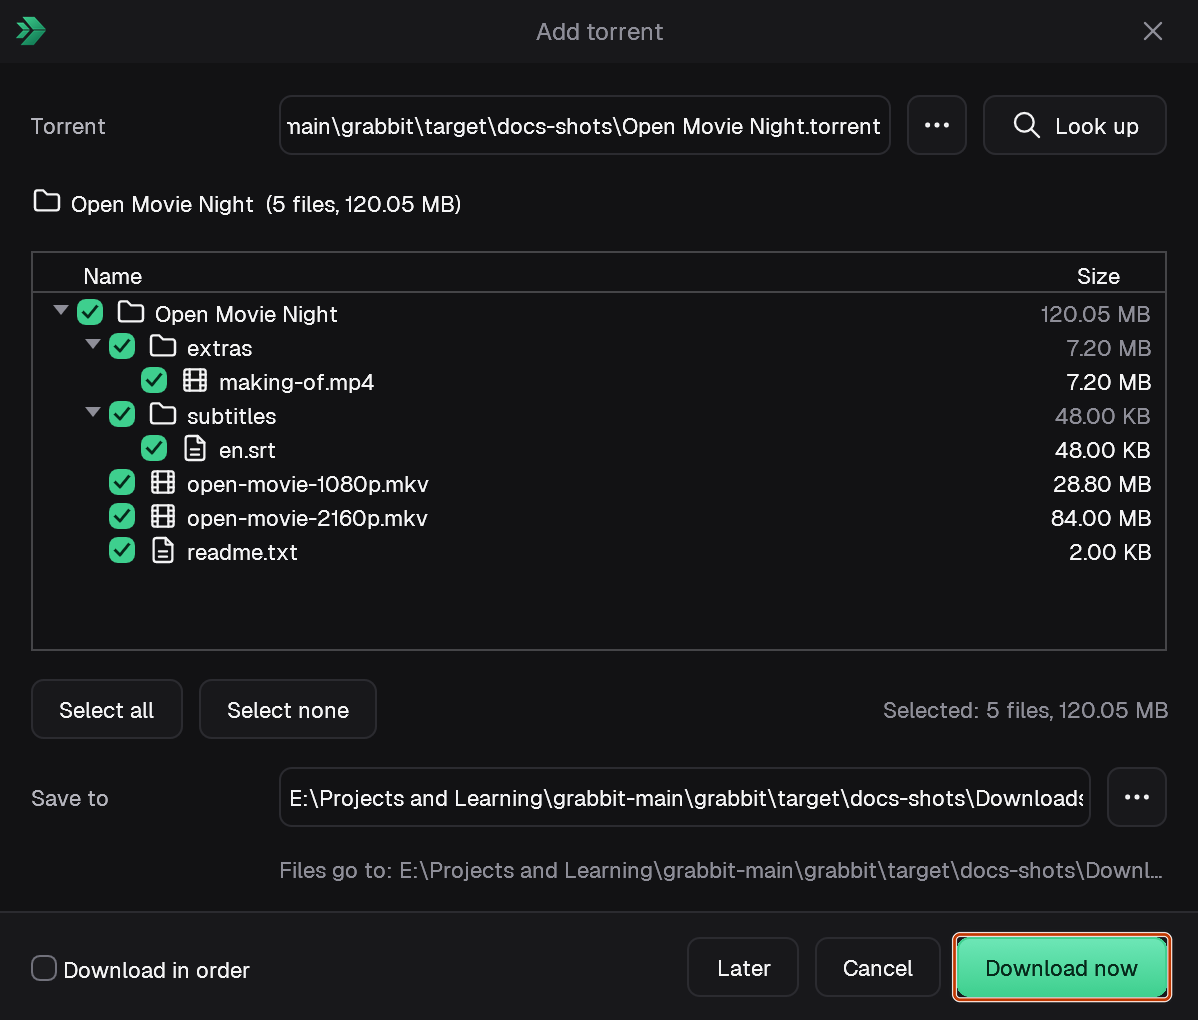 Add torrent
Torrent
main\grabbit\target\docs-shots\Open Movie Night.torrent
Look up
Open Movie Night (5 files, 120.05 MB)
Name Size
Open Movie Night 120.05 MB
extras 7.20 MB
making-of.mp4 7.20 MB
subtitles 48.00 KB
en.srt 48.00 KB
open-movie-1080p.mkv 28.80 MB
open-movie-2160p.mkv 84.00 MB
readme.txt 2.00 KB
Select all Select none Selected: 5 files, 120.05 MB
Save to E:\Projects and Learning\grabbit-main\grabbit\target\docs-shots\Downloads
Files go to: E:\Projects and Learning\grabbit-main\grabbit\target\docs-shots\Downl...
Download in order Later Cancel Download now